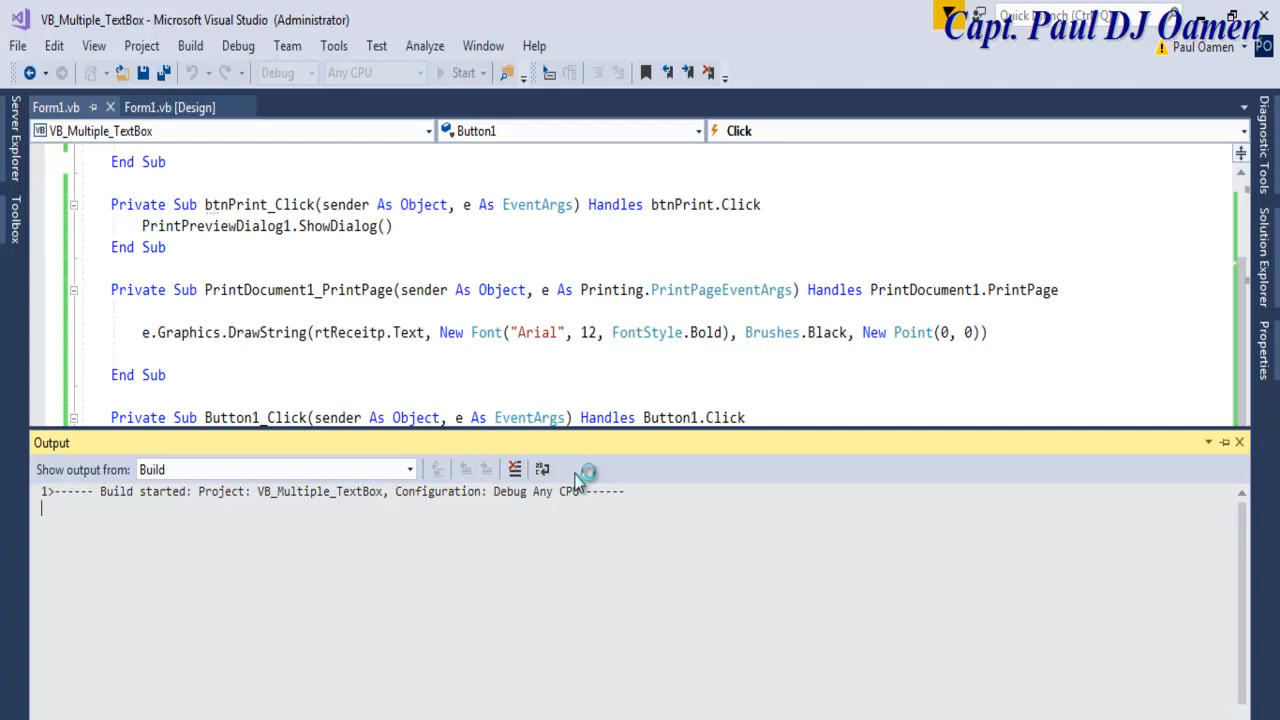 VB_Multiple_TextBox - Microsoft Visual Studio (Administrator)
Quick Launch (Ctrl+Q)
Capt. Paul DJ Oamen
File Edit View Project Build Debug Team Tools Test Analyze Window Help
Paul Oamen PO
Debug Any CPU Start
Form1.vb Form1.vb [Design]
VB VB_Multiple_TextBox Button1 Click
Server Explorer
Toolbox
Diagnostic Tools
Solution Explorer
Properties
End Sub
Private Sub btnPrint_Click(sender As Object, e As EventArgs) Handles btnPrint.Click
PrintPreviewDialog1.ShowDialog()
End Sub
Private Sub PrintDocument1_PrintPage(sender As Object, e As Printing.PrintPageEventArgs) Handles PrintDocument1.PrintPage
e.Graphics.DrawString(rtReceitp.Text, New Font("Arial", 12, FontStyle.Bold), Brushes.Black, New Point(0, 0))
End Sub
Private Sub Button1_Click(sender As Object, e As EventArgs) Handles Button1.Click
Output
Show output from: Build
1>------ Build started: Project: VB_Multiple_TextBox, Configuration: Debug Any CPU ------